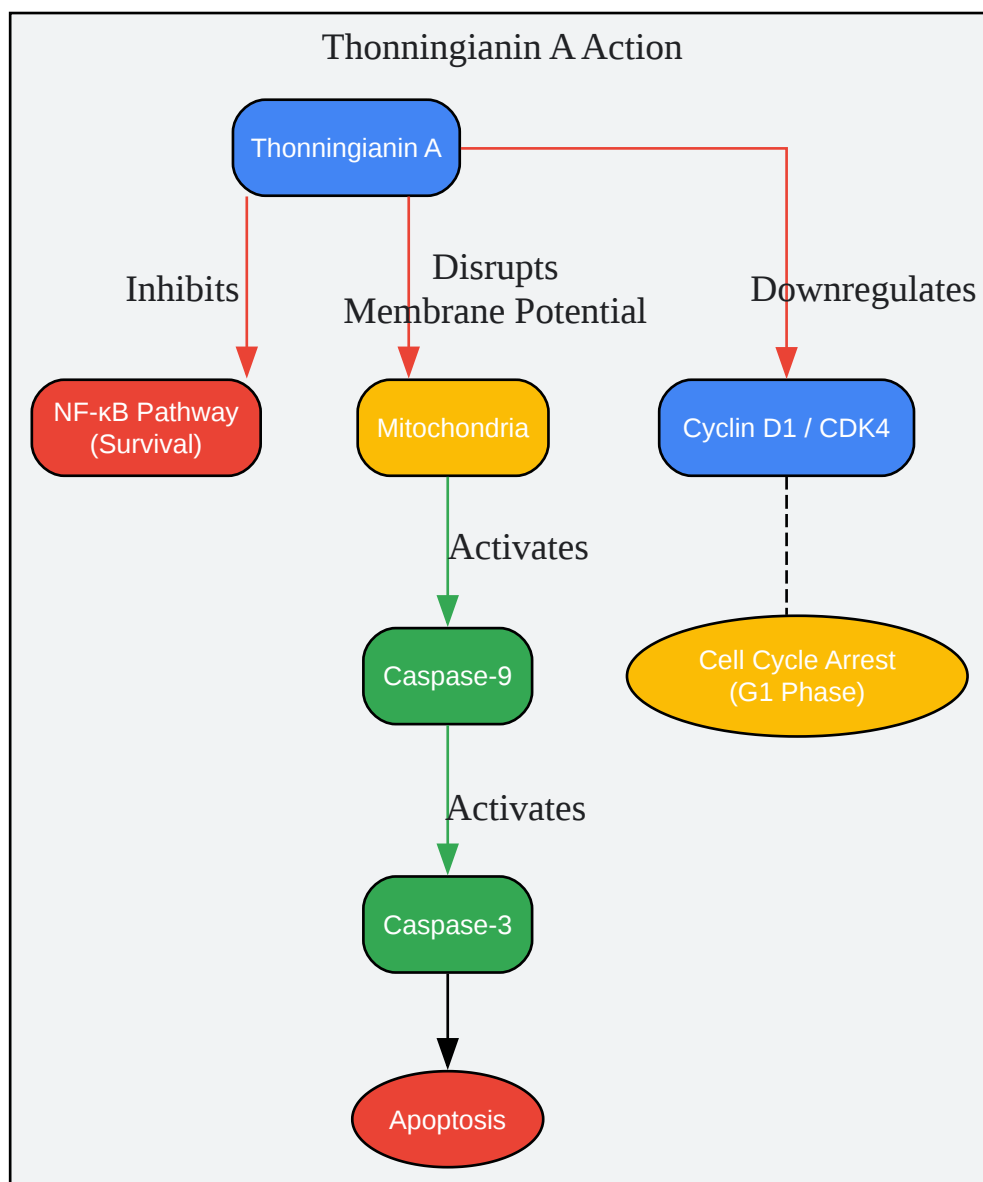 Thonningianin A Action
Thonningianin A
Inhibits
Disrupts
Membrane Potential
Downregulates
NF-κB Pathway
(Survival)
Mitochondria
Cyclin D1 / CDK4
Activates
Caspase-9
Cell Cycle Arrest
(G1 Phase)
Activates
Caspase-3
Apoptosis